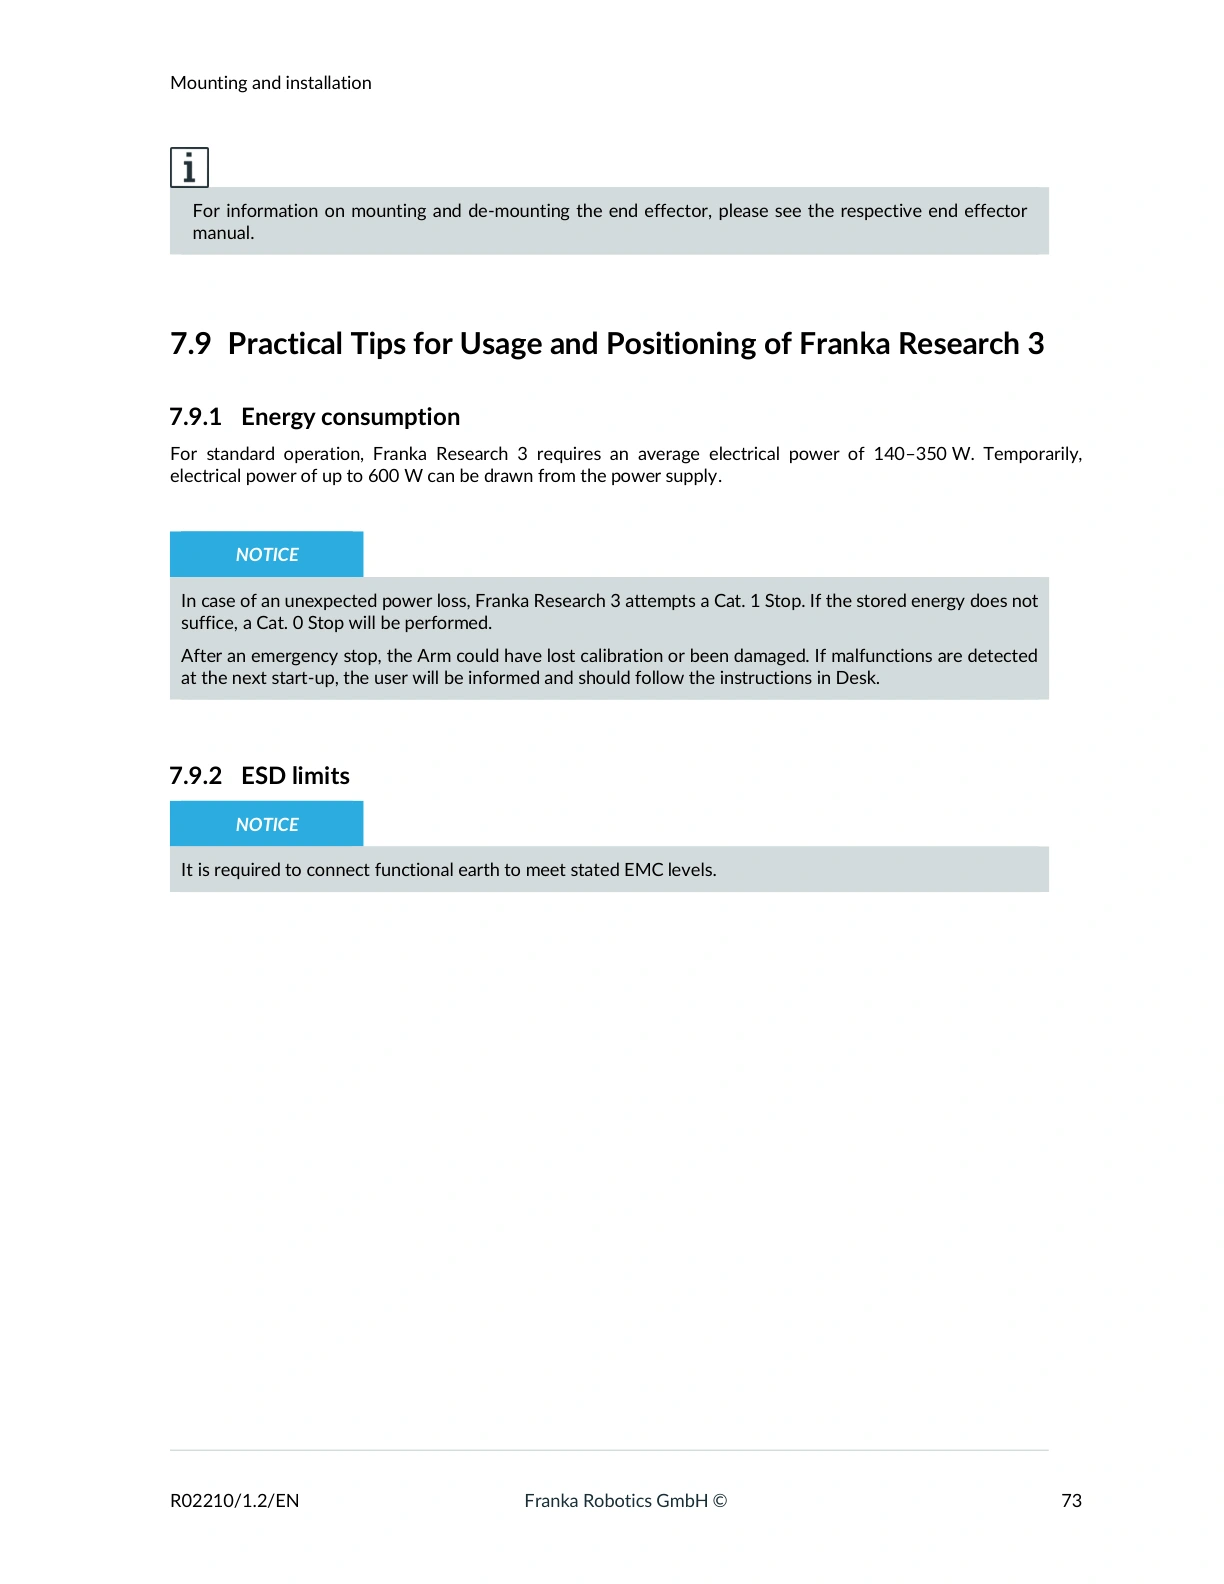 Mounting and installation
i
For information on mounting and de-mounting the end effector, please see the respective end effector
manual.
7.9 Practical Tips for Usage and Positioning of Franka Research 3
7.9.1 Energy consumption
For standard operation, Franka Research 3 requires an average electrical power of 140–350 W. Temporarily,
electrical power of up to 600 W can be drawn from the power supply.
NOTICE
In case of an unexpected power loss, Franka Research 3 attempts a Cat. 1 Stop. If the stored energy does not
suffice, a Cat. 0 Stop will be performed.
After an emergency stop, the Arm could have lost calibration or been damaged. If malfunctions are detected
at the next start-up, the user will be informed and should follow the instructions in Desk.
7.9.2 ESD limits
NOTICE
It is required to connect functional earth to meet stated EMC levels.
R02210/1.2/EN Franka Robotics GmbH © 73